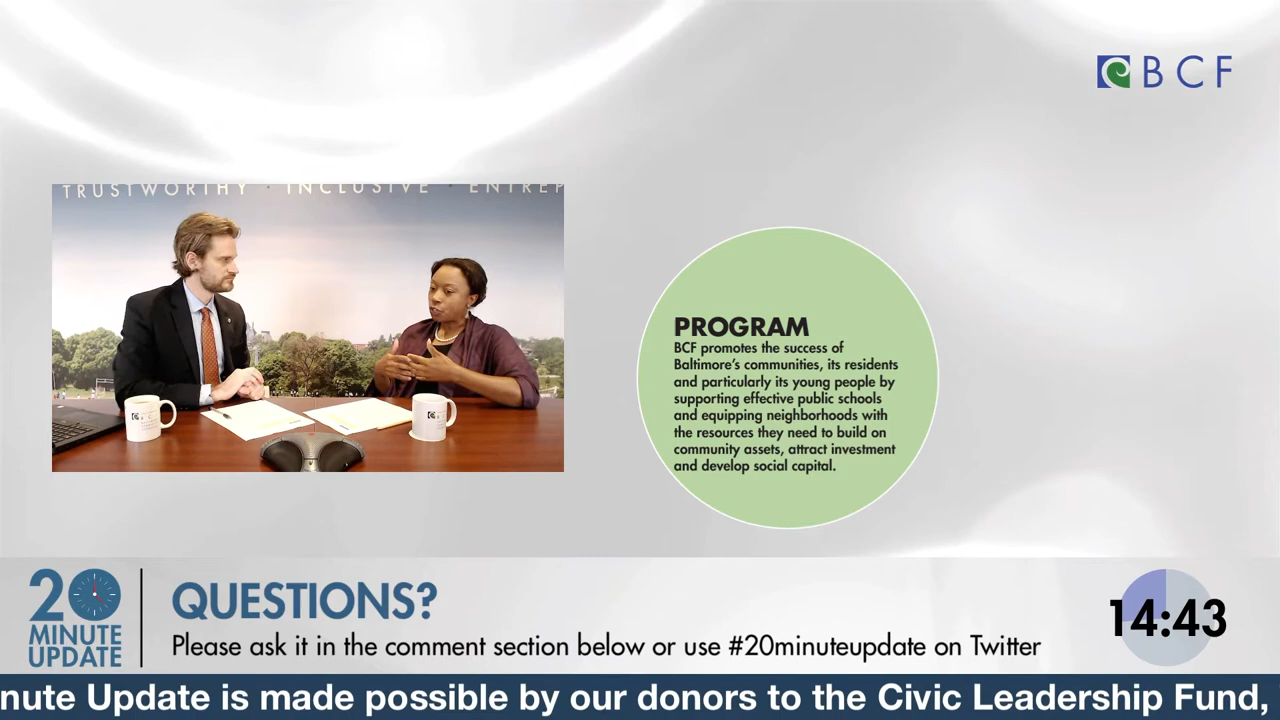 BCF
TRUSTWORTHY · INCLUSIVE · ENTREP
PROGRAM
BCF promotes the success of
Baltimore's communities, its residents
and particularly its young people by
supporting effective public schools
and equipping neighborhoods with
the resources they need to build on
community assets, attract investment
and develop social capital.
20
MINUTE
UPDATE
QUESTIONS?
Please ask it in the comment section below or use #20minuteupdate on Twitter
14:43
nute Update is made possible by our donors to the Civic Leadership Fund,